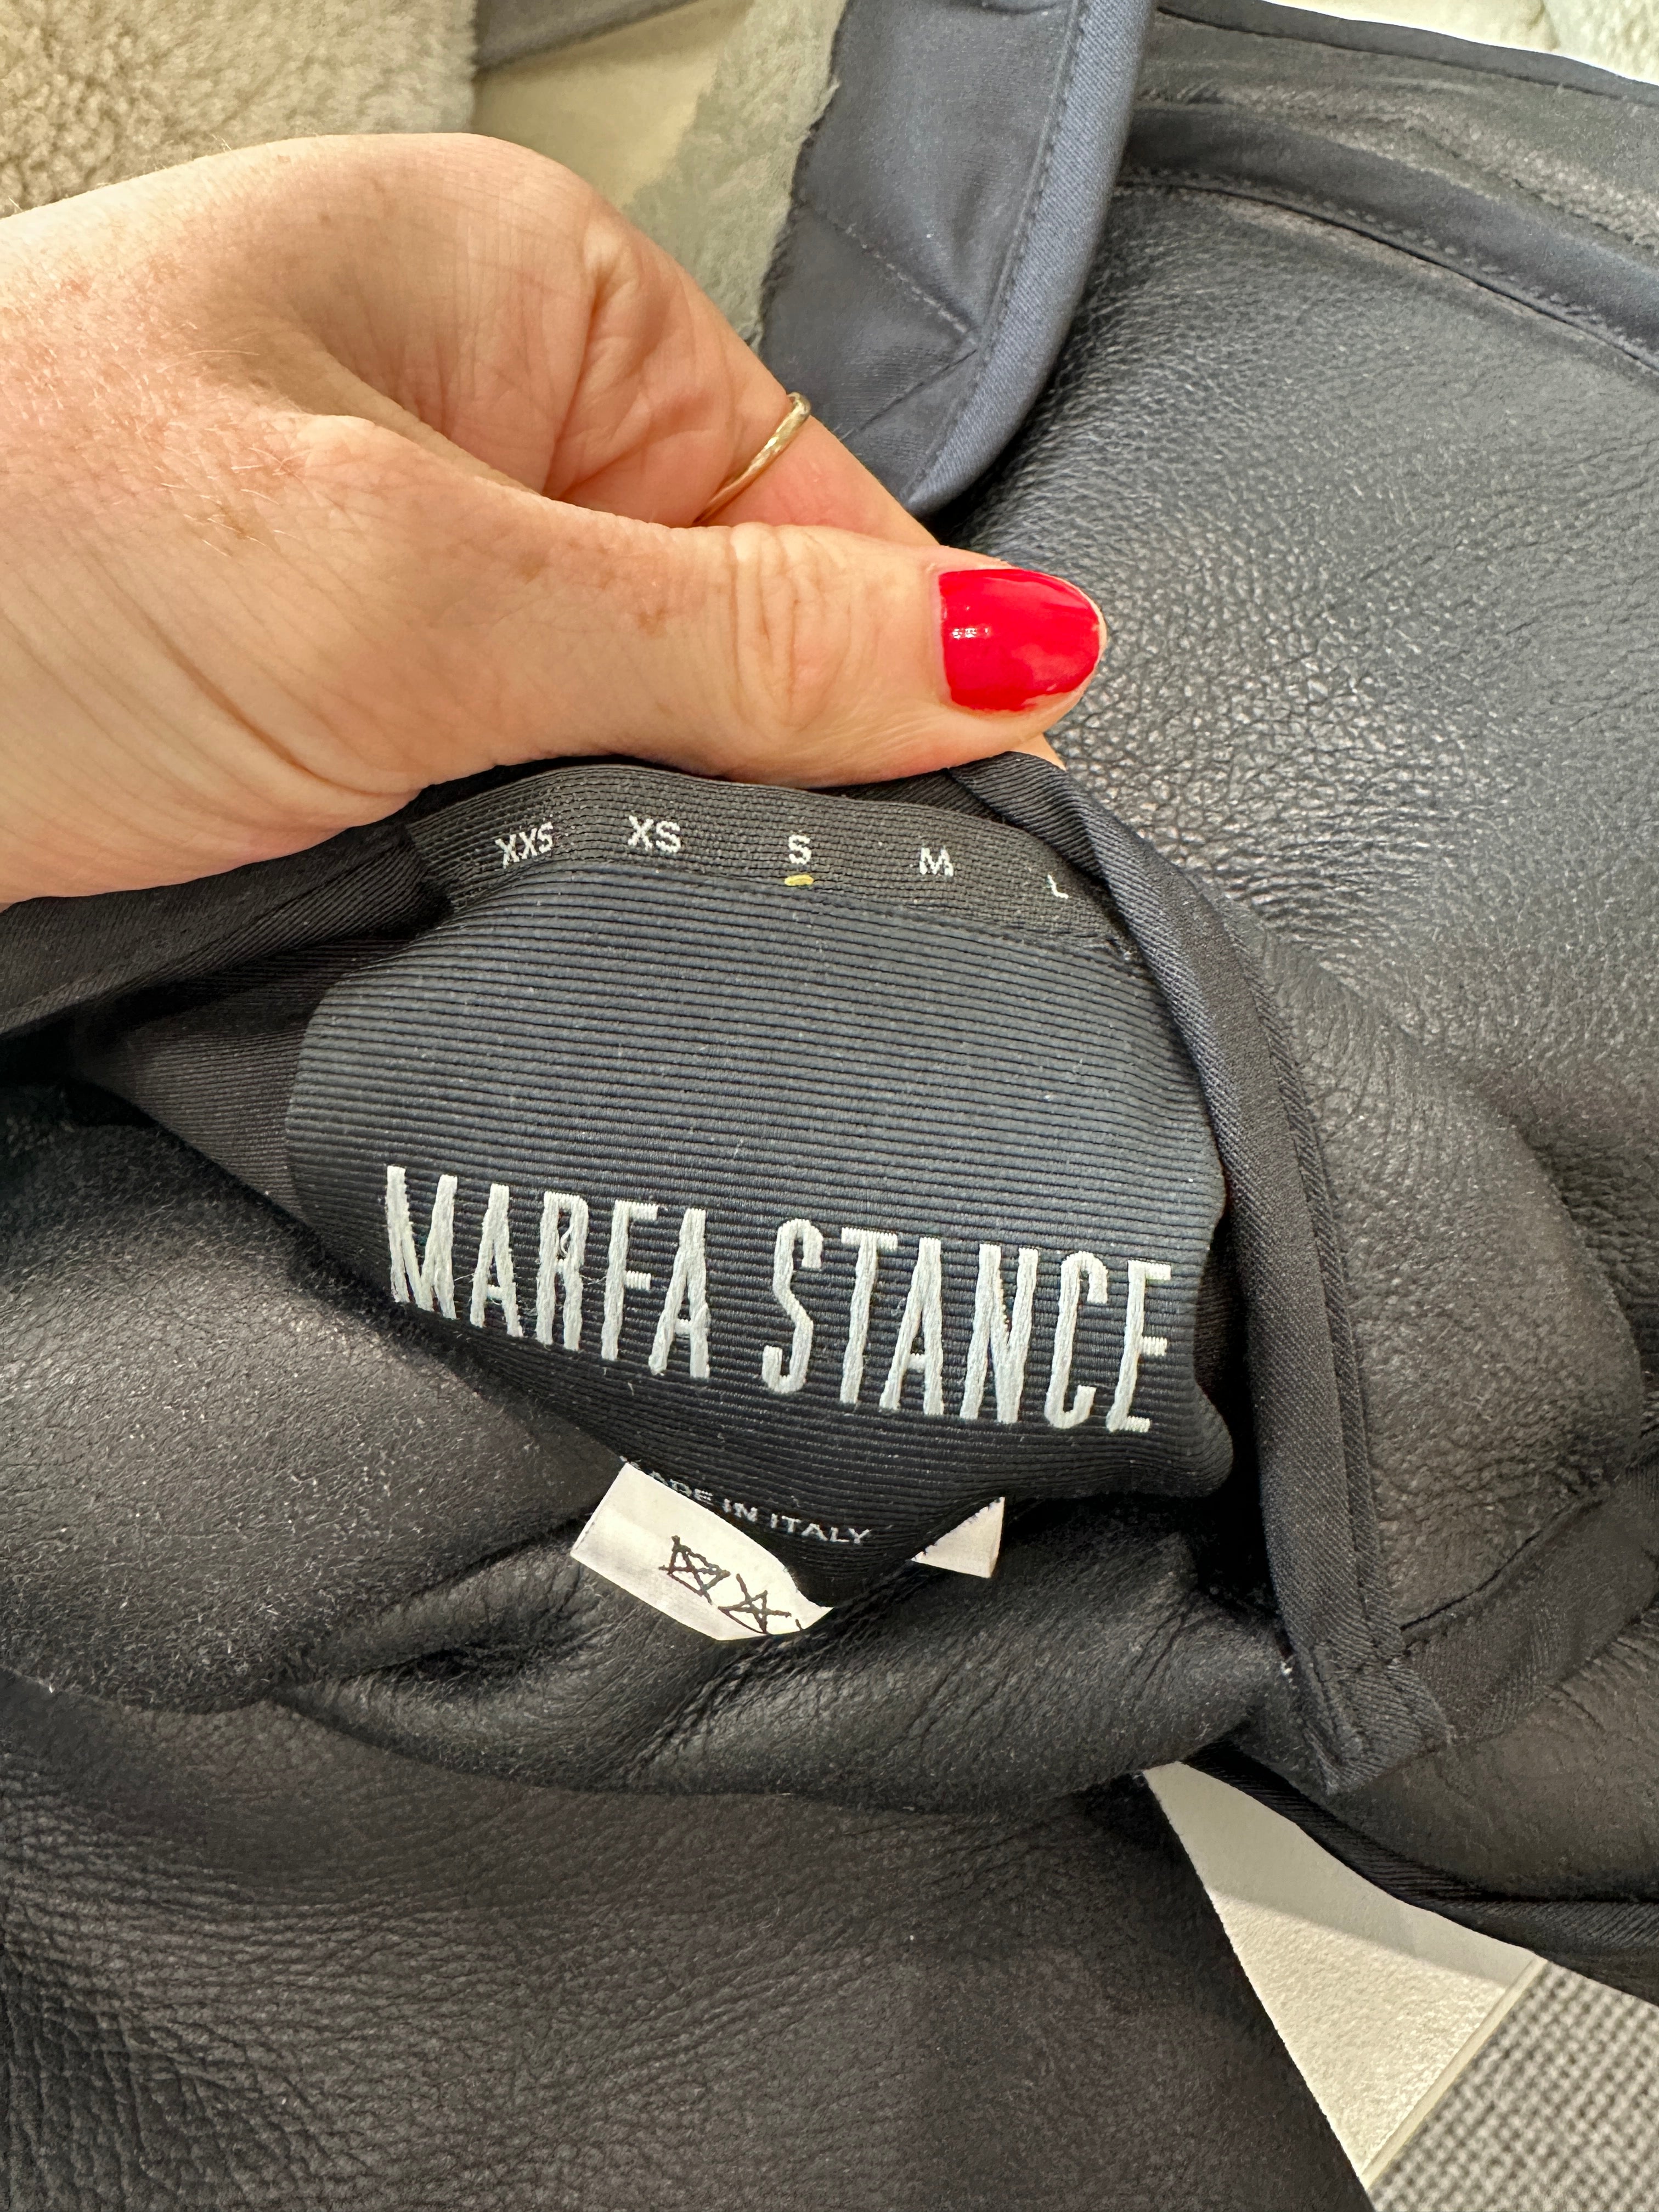 XXS XS S M L
MARFA STANCE
MADE IN ITALY